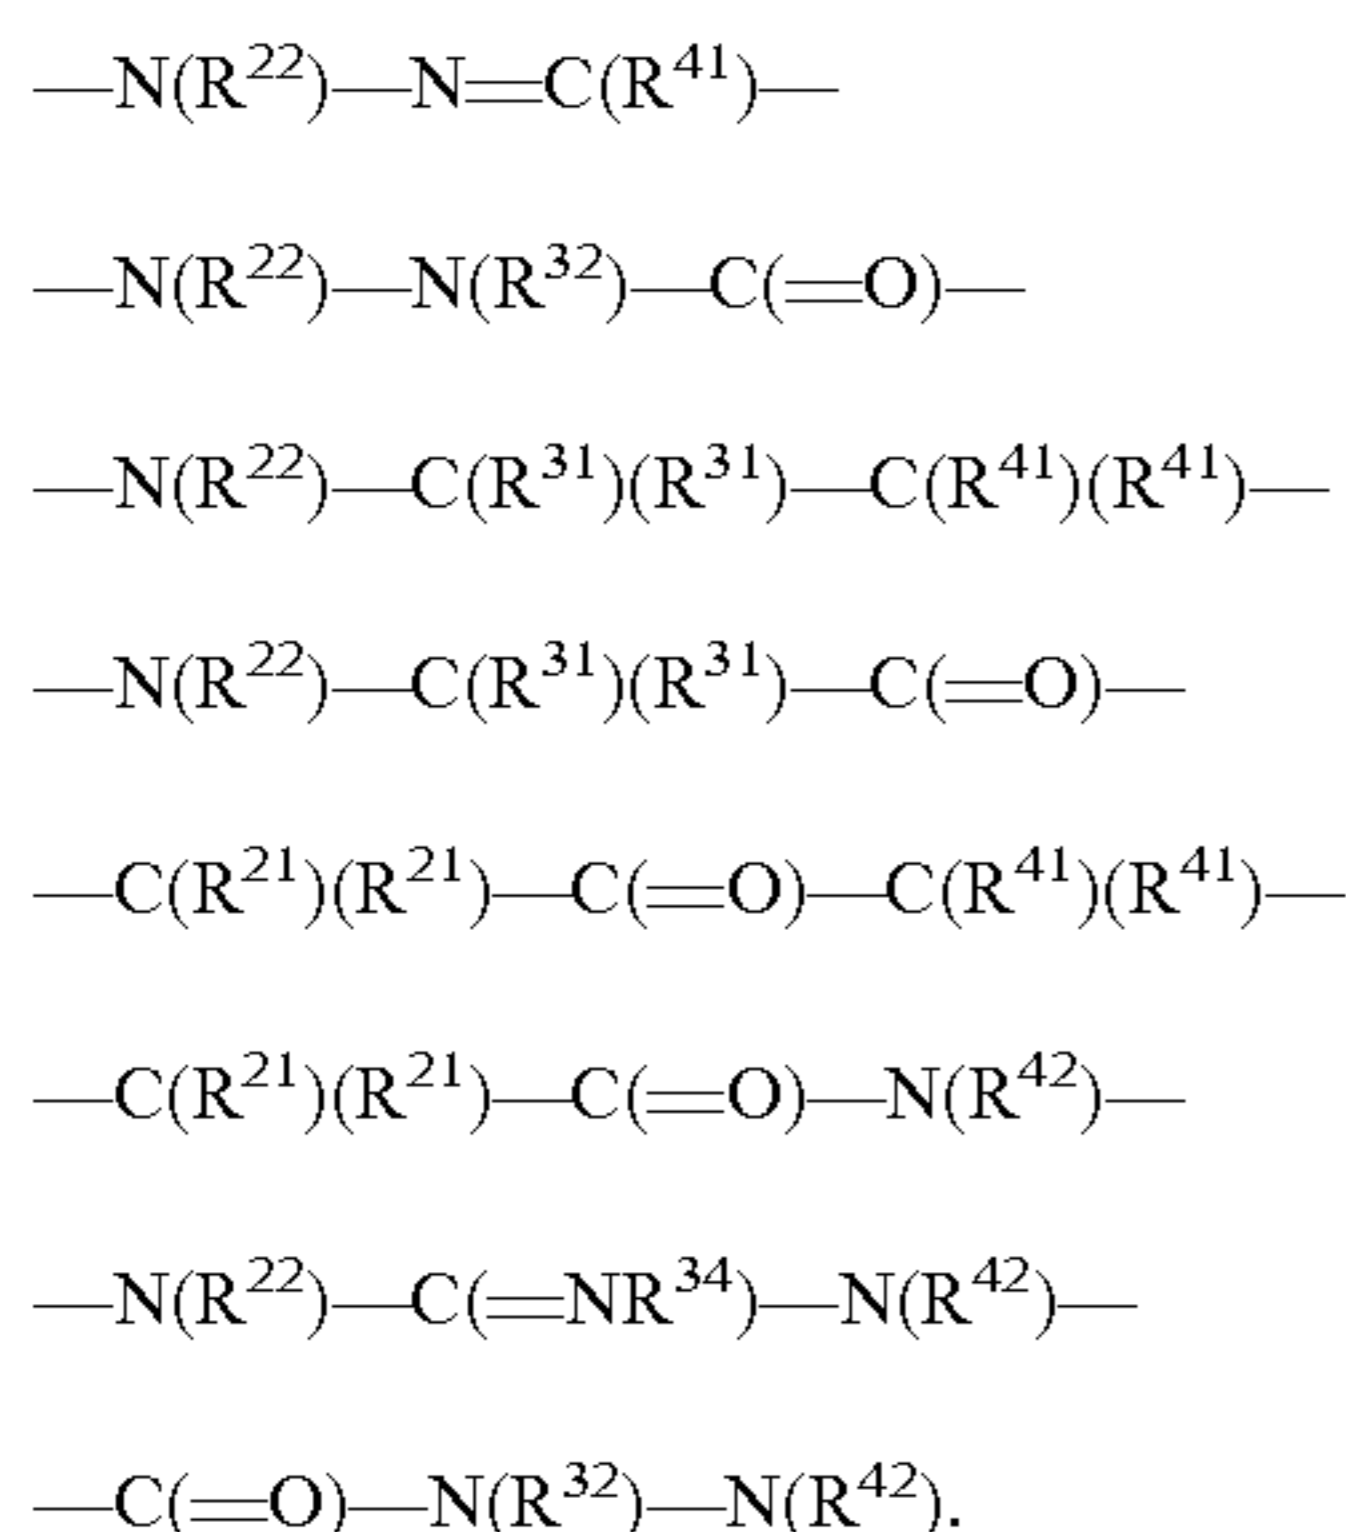 —N(R²²)—N═C(R⁴¹)—
—N(R²²)—N(R³²)—C(═O)—
—N(R²²)—C(R³¹)(R³¹)—C(R⁴¹)(R⁴¹)—
—N(R²²)—C(R³¹)(R³¹)—C(═O)—
—C(R²¹)(R²¹)—C(═O)—C(R⁴¹)(R⁴¹)—
—C(R²¹)(R²¹)—C(═O)—N(R⁴²)—
—N(R²²)—C(═NR³⁴)—N(R⁴²)—
—C(═O)—N(R³²)—N(R⁴²).